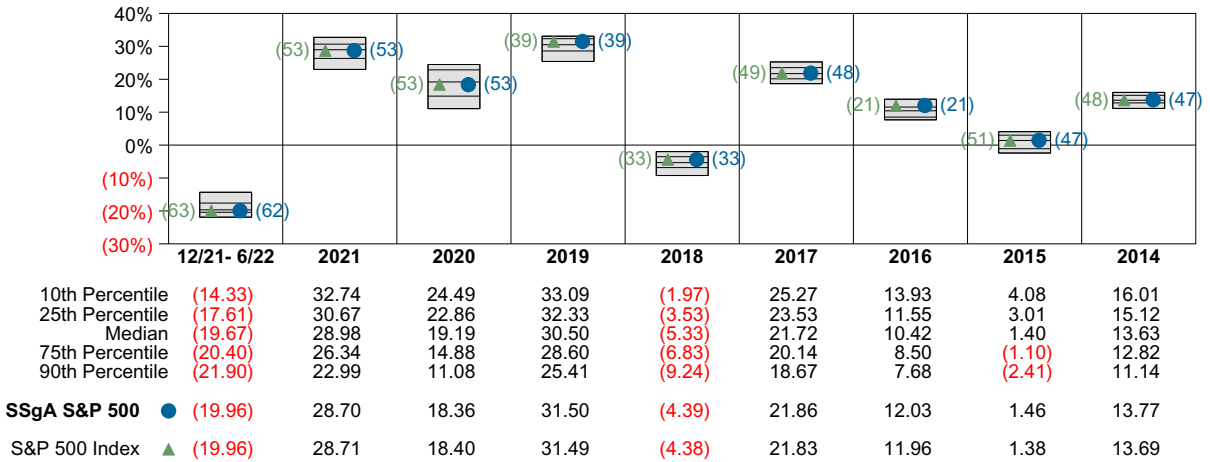 40%
30%
20%
10%
0%
(10%)
(20%)
(30%)
(63) (62)
(53) (53)
(53) (53)
(39) (39)
(33) (33)
(49) (48)
(21) (21)
(51) (47)
(48) (47)
12/21- 6/22 2021 2020 2019 2018 2017 2016 2015 2014
10th Percentile (14.33) 32.74 24.49 33.09 (1.97) 25.27 13.93 4.08 16.01
25th Percentile (17.61) 30.67 22.86 32.33 (3.53) 23.53 11.55 3.01 15.12
Median (19.67) 28.98 19.19 30.50 (5.33) 21.72 10.42 1.40 13.63
75th Percentile (20.40) 26.34 14.88 28.60 (6.83) 20.14 8.50 (1.10) 12.82
90th Percentile (21.90) 22.99 11.08 25.41 (9.24) 18.67 7.68 (2.41) 11.14
SSgA S&P 500 (19.96) 28.70 18.36 31.50 (4.39) 21.86 12.03 1.46 13.77
S&P 500 Index (19.96) 28.71 18.40 31.49 (4.38) 21.83 11.96 1.38 13.69